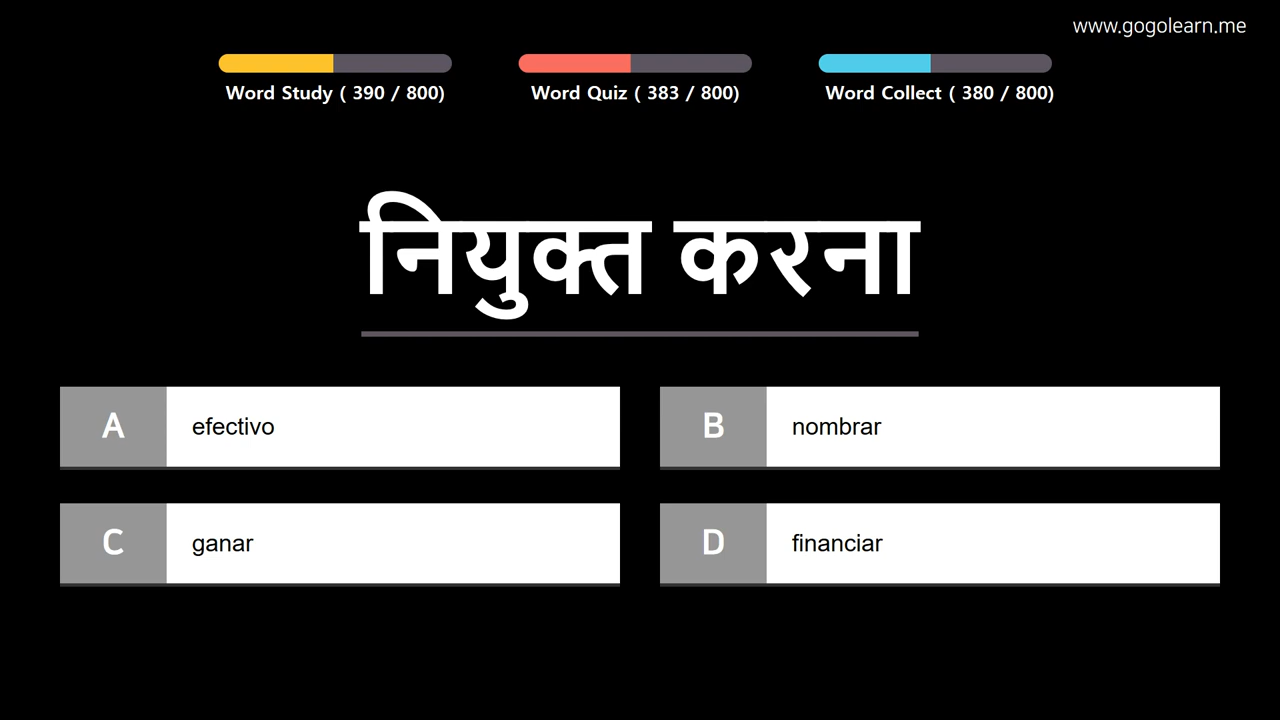 www.gogolearn.me
Word Study ( 390 / 800)
Word Quiz ( 383 / 800)
Word Collect ( 380 / 800)
नियुक्त करना
A efectivo
B nombrar
C ganar
D financiar